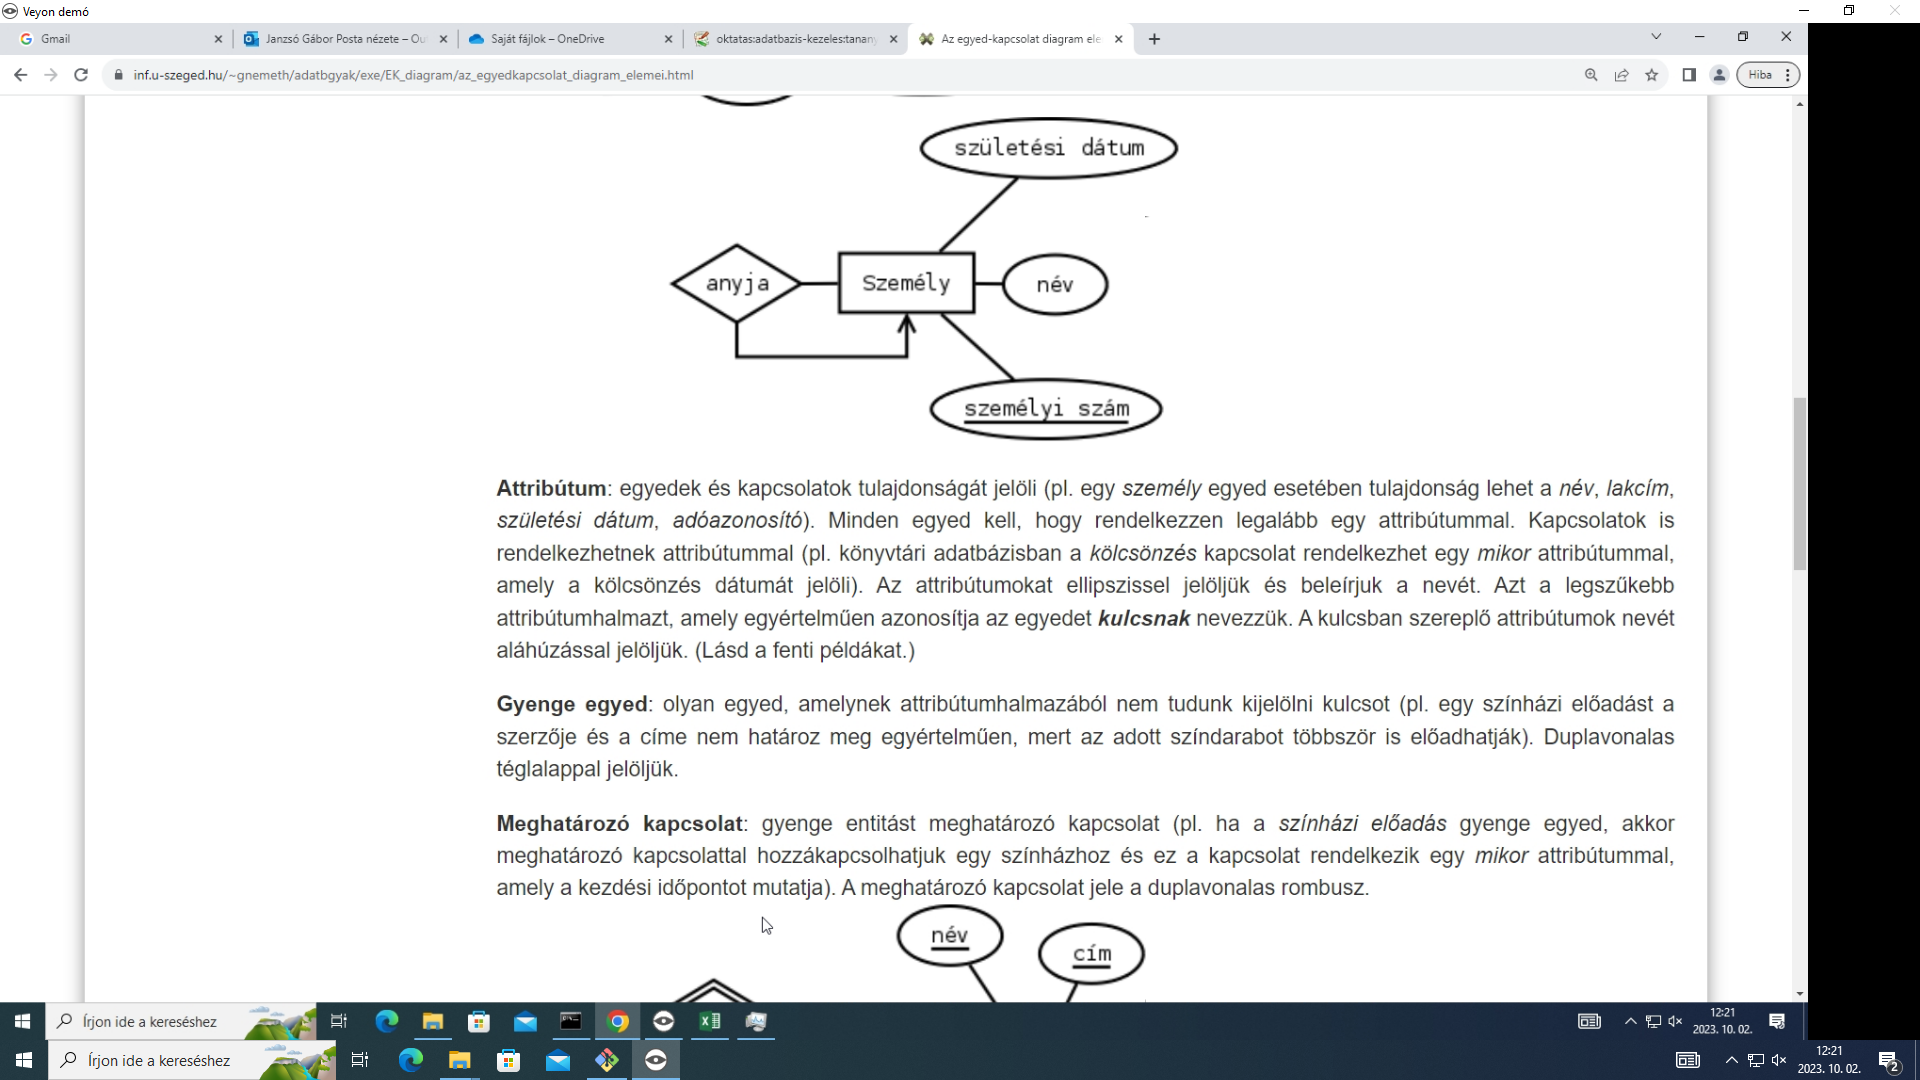 Veyon demó
Gmail
Janzsó Gábor Posta nézete – Ou
Saját fájlok – OneDrive
oktatas:adatbazis-kezeles:tanany
Az egyed-kapcsolat diagram ele
inf.u-szeged.hu/~gnemeth/adatbgyak/exe/EK_diagram/az_egyedkapcsolat_diagram_elemei.html
Hiba
születési dátum
anyja
Személy
név
személyi szám
Attribútum: egyedek és kapcsolatok tulajdonságát jelöli (pl. egy személy egyed esetében tulajdonság lehet a név, lakcím,
születési dátum, adóazonosító). Minden egyed kell, hogy rendelkezzen legalább egy attribútummal. Kapcsolatok is
rendelkezhetnek attribútummal (pl. könyvtári adatbázisban a kölcsönzés kapcsolat rendelkezhet egy mikor attribútummal,
amely a kölcsönzés dátumát jelöli). Az attribútumokat ellipszissel jelöljük és beleírjuk a nevét. Azt a legszűkebb
attribútumhalmazt, amely egyértelműen azonosítja az egyedet kulcsnak nevezzük. A kulcsban szereplő attribútumok nevét
aláhúzással jelöljük. (Lásd a fenti példákat.)
Gyenge egyed: olyan egyed, amelynek attribútumhalmazából nem tudunk kijelölni kulcsot (pl. egy színházi előadást a
szerzője és a címe nem határoz meg egyértelműen, mert az adott színdarabot többször is előadhatják). Duplavonalas
téglalappal jelöljük.
Meghatározó kapcsolat: gyenge entitást meghatározó kapcsolat (pl. ha a színházi előadás gyenge egyed, akkor
meghatározó kapcsolattal hozzákapcsolhatjuk egy színházhoz és ez a kapcsolat rendelkezik egy mikor attribútummal,
amely a kezdési időpontot mutatja). A meghatározó kapcsolat jele a duplavonalas rombusz.
név
cím
Írjon ide a kereséshez
12:21
2023. 10. 02.
Írjon ide a kereséshez
12:21
2023. 10. 02.
2